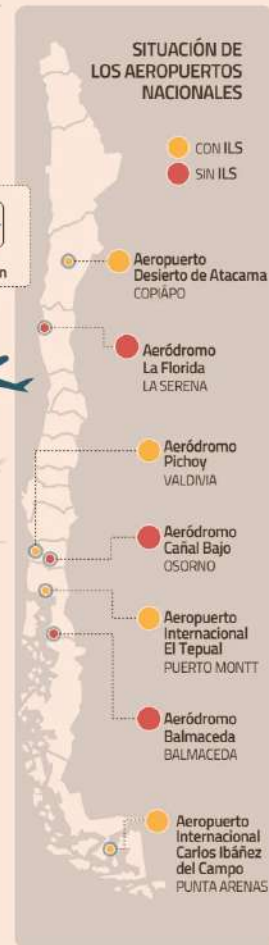 SITUACIÓN DE
LOS AEROPUERTOS
NACIONALES
CON ILS
SIN ILS
n
Aeropuerto
Desierto de Atacama
COPIÁPO
Aeródromo
La Florida
LA SERENA
Aeródromo
Pichoy
VALDIVIA
Aeródromo
Cañal Bajo
OSORNO
Aeropuerto
Internacional
El Tepual
PUERTO MONTT
Aeródromo
Balmaceda
BALMACEDA
Aeropuerto
Internacional
Carlos Ibáñez
del Campo
PUNTA ARENAS